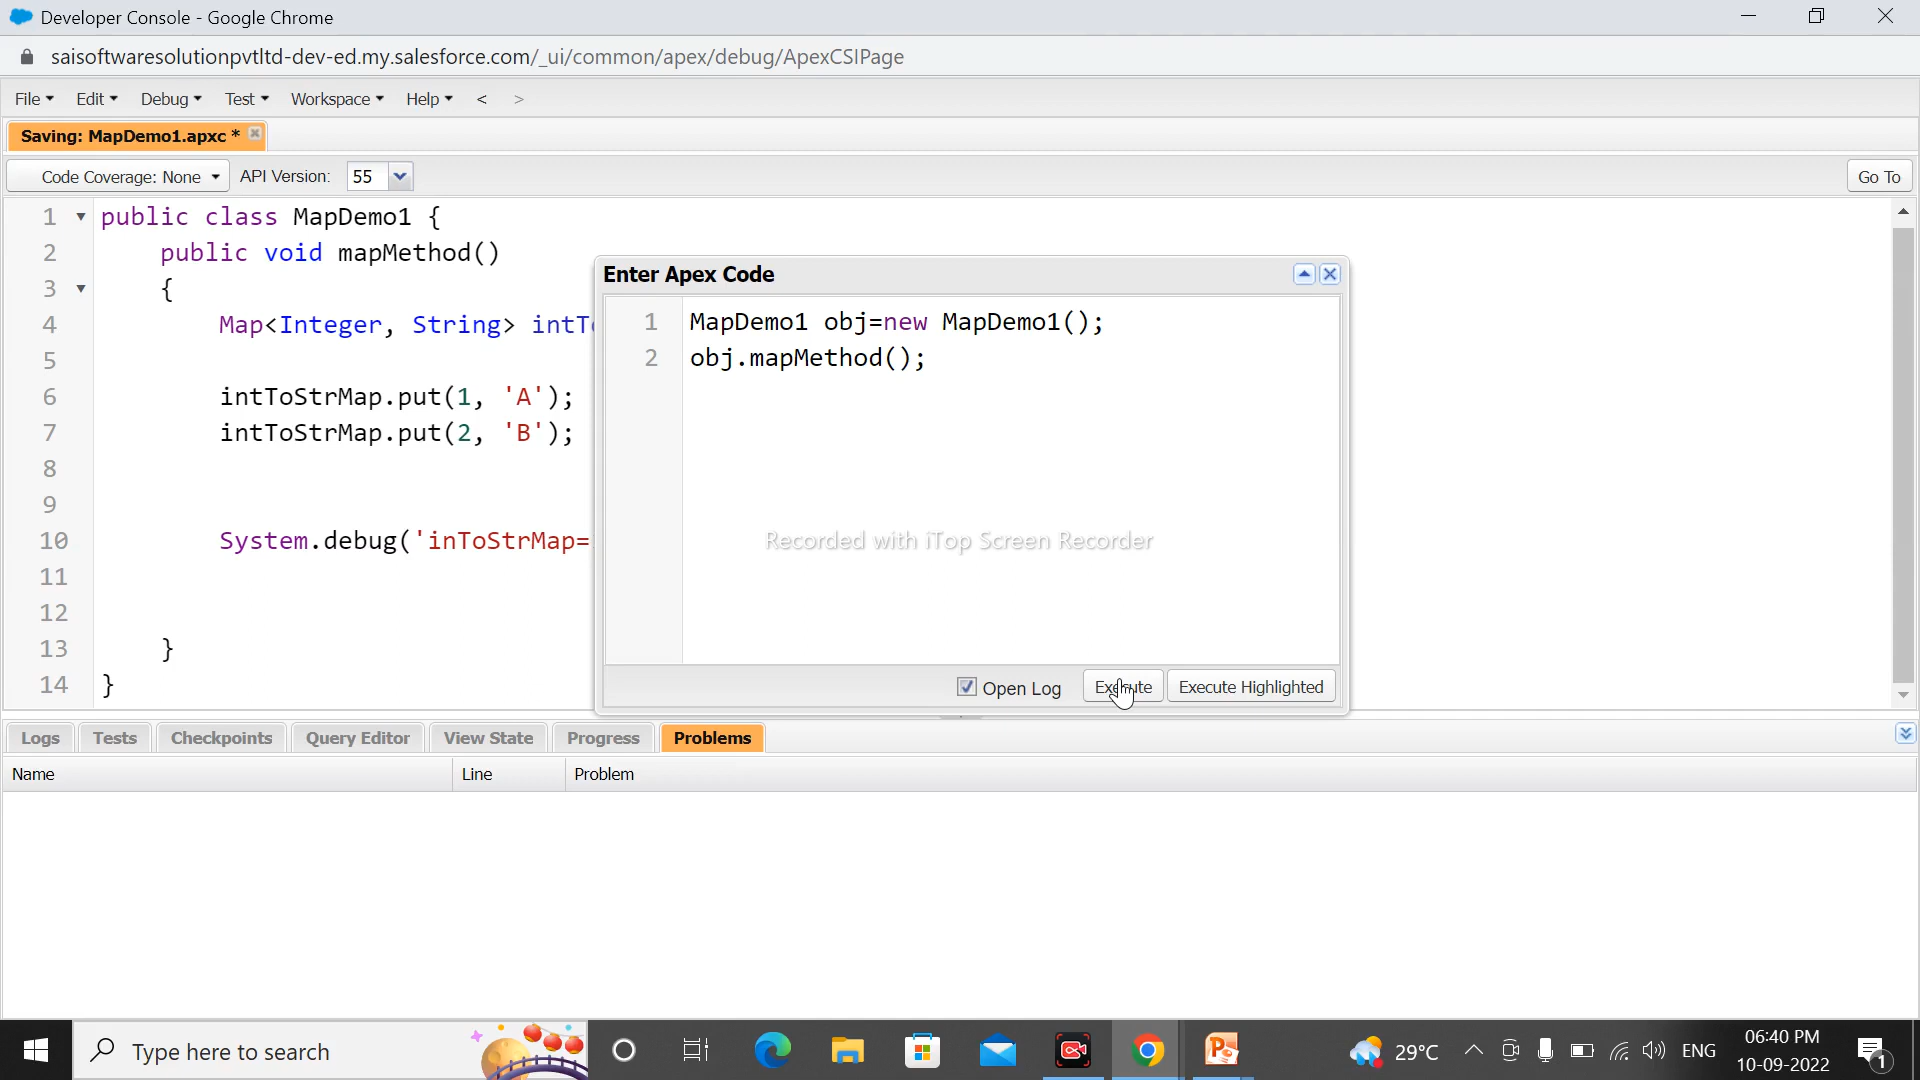 Developer Console - Google Chrome
saisoftwaresolutionpvtltd-dev-ed.my.salesforce.com/_ui/common/apex/debug/ApexCSIPage
File Edit Debug Test Workspace Help < >
Saving: MapDemo1.apxc *
Code Coverage: None API Version: 55 Go To
1 public class MapDemo1 {
2 public void mapMethod()
3 {
4 Map<Integer, String> intT
5
6 intToStrMap.put(1, 'A');
7 intToStrMap.put(2, 'B');
8
9
10 System.debug('inToStrMap=
11
12
13 }
14 }
Enter Apex Code
1 MapDemo1 obj=new MapDemo1();
2 obj.mapMethod();
Recorded with iTop Screen Recorder
Open Log Execute Execute Highlighted
Logs Tests Checkpoints Query Editor View State Progress Problems
Name Line Problem
Type here to search
29°C
ENG
06:40 PM
10-09-2022
1